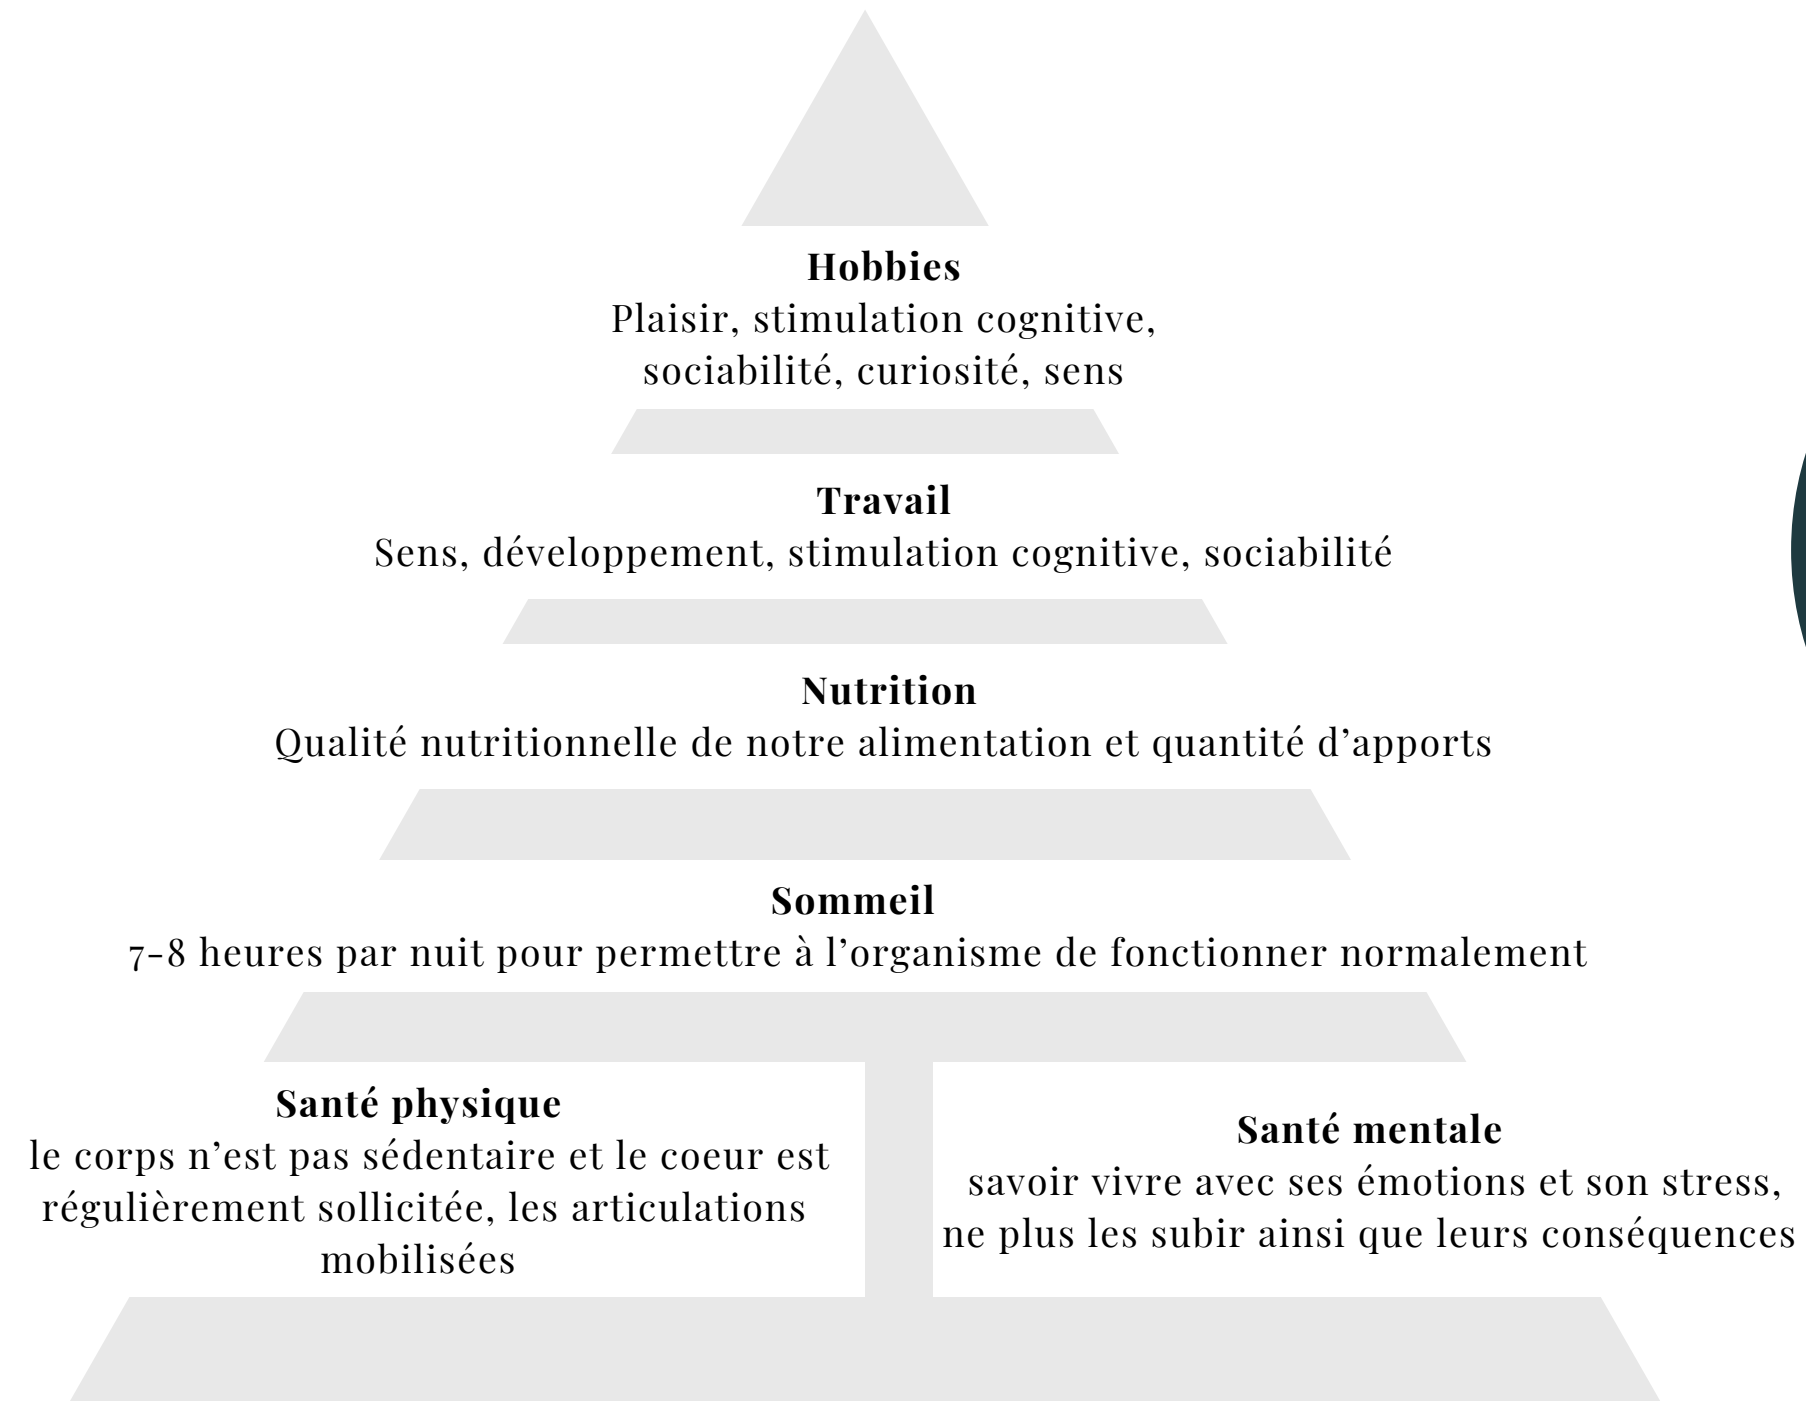 Hobbies
Plaisir, stimulation cognitive,
sociabilité, curiosité, sens
Travail
Sens, développement, stimulation cognitive, sociabilité
Nutrition
Qualité nutritionnelle de notre alimentation et quantité d’apports
Sommeil
7-8 heures par nuit pour permettre à l’organisme de fonctionner normalement
Santé physique
le corps n’est pas sédentaire et le coeur est
régulièrement sollicitée, les articulations
mobilisées
Santé mentale
savoir vivre avec ses émotions et son stress,
ne plus les subir ainsi que leurs conséquences